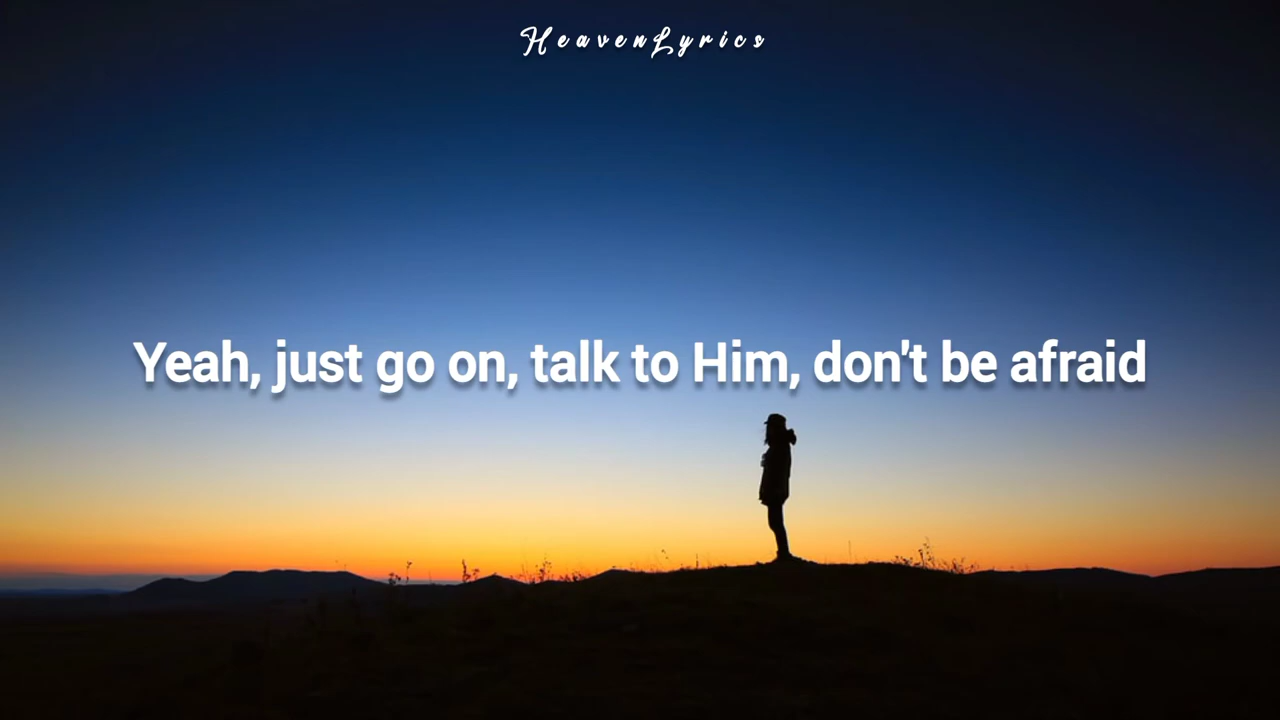 HeavenLyrics
Yeah, just go on, talk to Him, don't be afraid